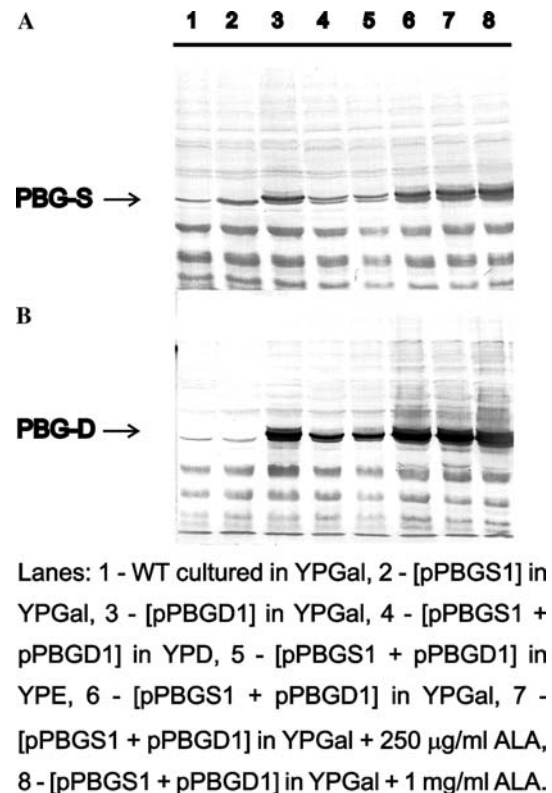 A
1 2 3 4 5 6 7 8
PBG-S →
B
PBG-D →
Lanes: 1 - WT cultured in YPGal, 2 - [pPBGS1] in
YPGal, 3 - [pPBGD1] in YPGal, 4 - [pPBGS1 +
pPBGD1] in YPD, 5 - [pPBGS1 + pPBGD1] in
YPE, 6 - [pPBGS1 + pPBGD1] in YPGal, 7 -
[pPBGS1 + pPBGD1] in YPGal + 250 μg/ml ALA,
8 - [pPBGS1 + pPBGD1] in YPGal + 1 mg/ml ALA.